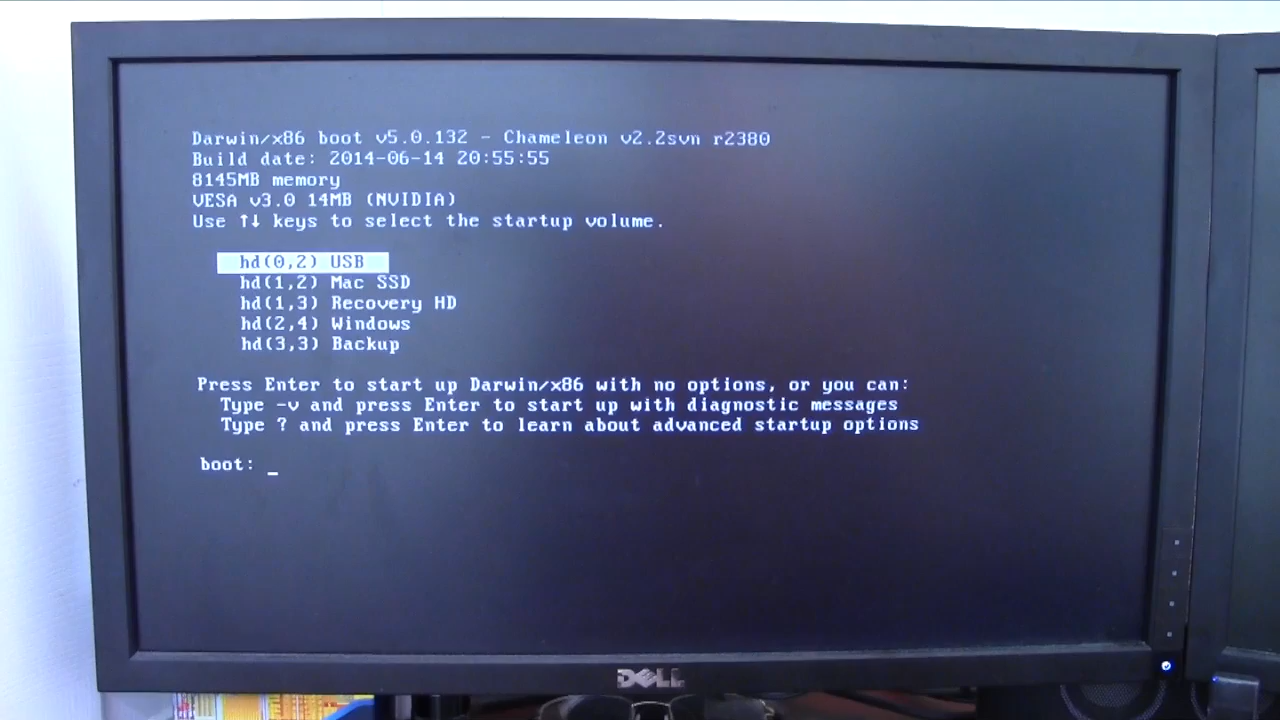 Darwin/x86 boot v5.0.132 - Chameleon v2.2svn r2380
Build date: 2014-06-14 20:55:55
8145MB memory
VESA v3.0 14MB (NVIDIA)
Use ↑↓ keys to select the startup volume.
hd(0,2) USB
hd(1,2) Mac SSD
hd(1,3) Recovery HD
hd(2,4) Windows
hd(3,3) Backup
Press Enter to start up Darwin/x86 with no options, or you can:
Type -v and press Enter to start up with diagnostic messages
Type ? and press Enter to learn about advanced startup options
boot: _
DELL